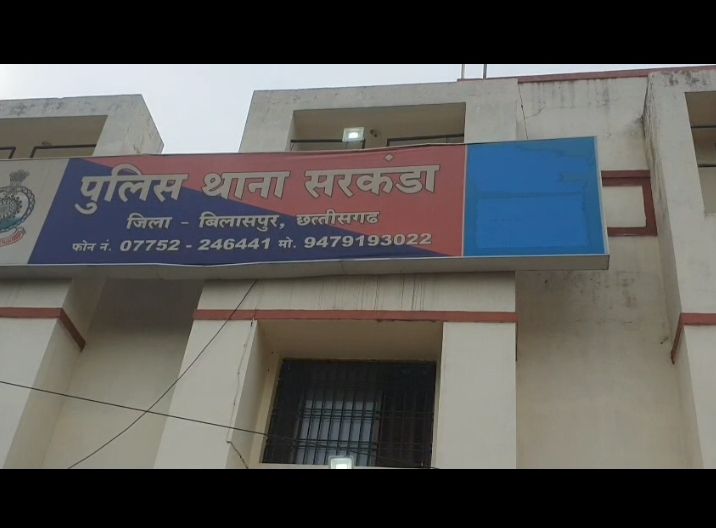 पुलिस थाना सरकंडा
जिला - बिलासपुर, छत्तीसगढ
फोन नं. 07752 - 246441 मो. 9479193022